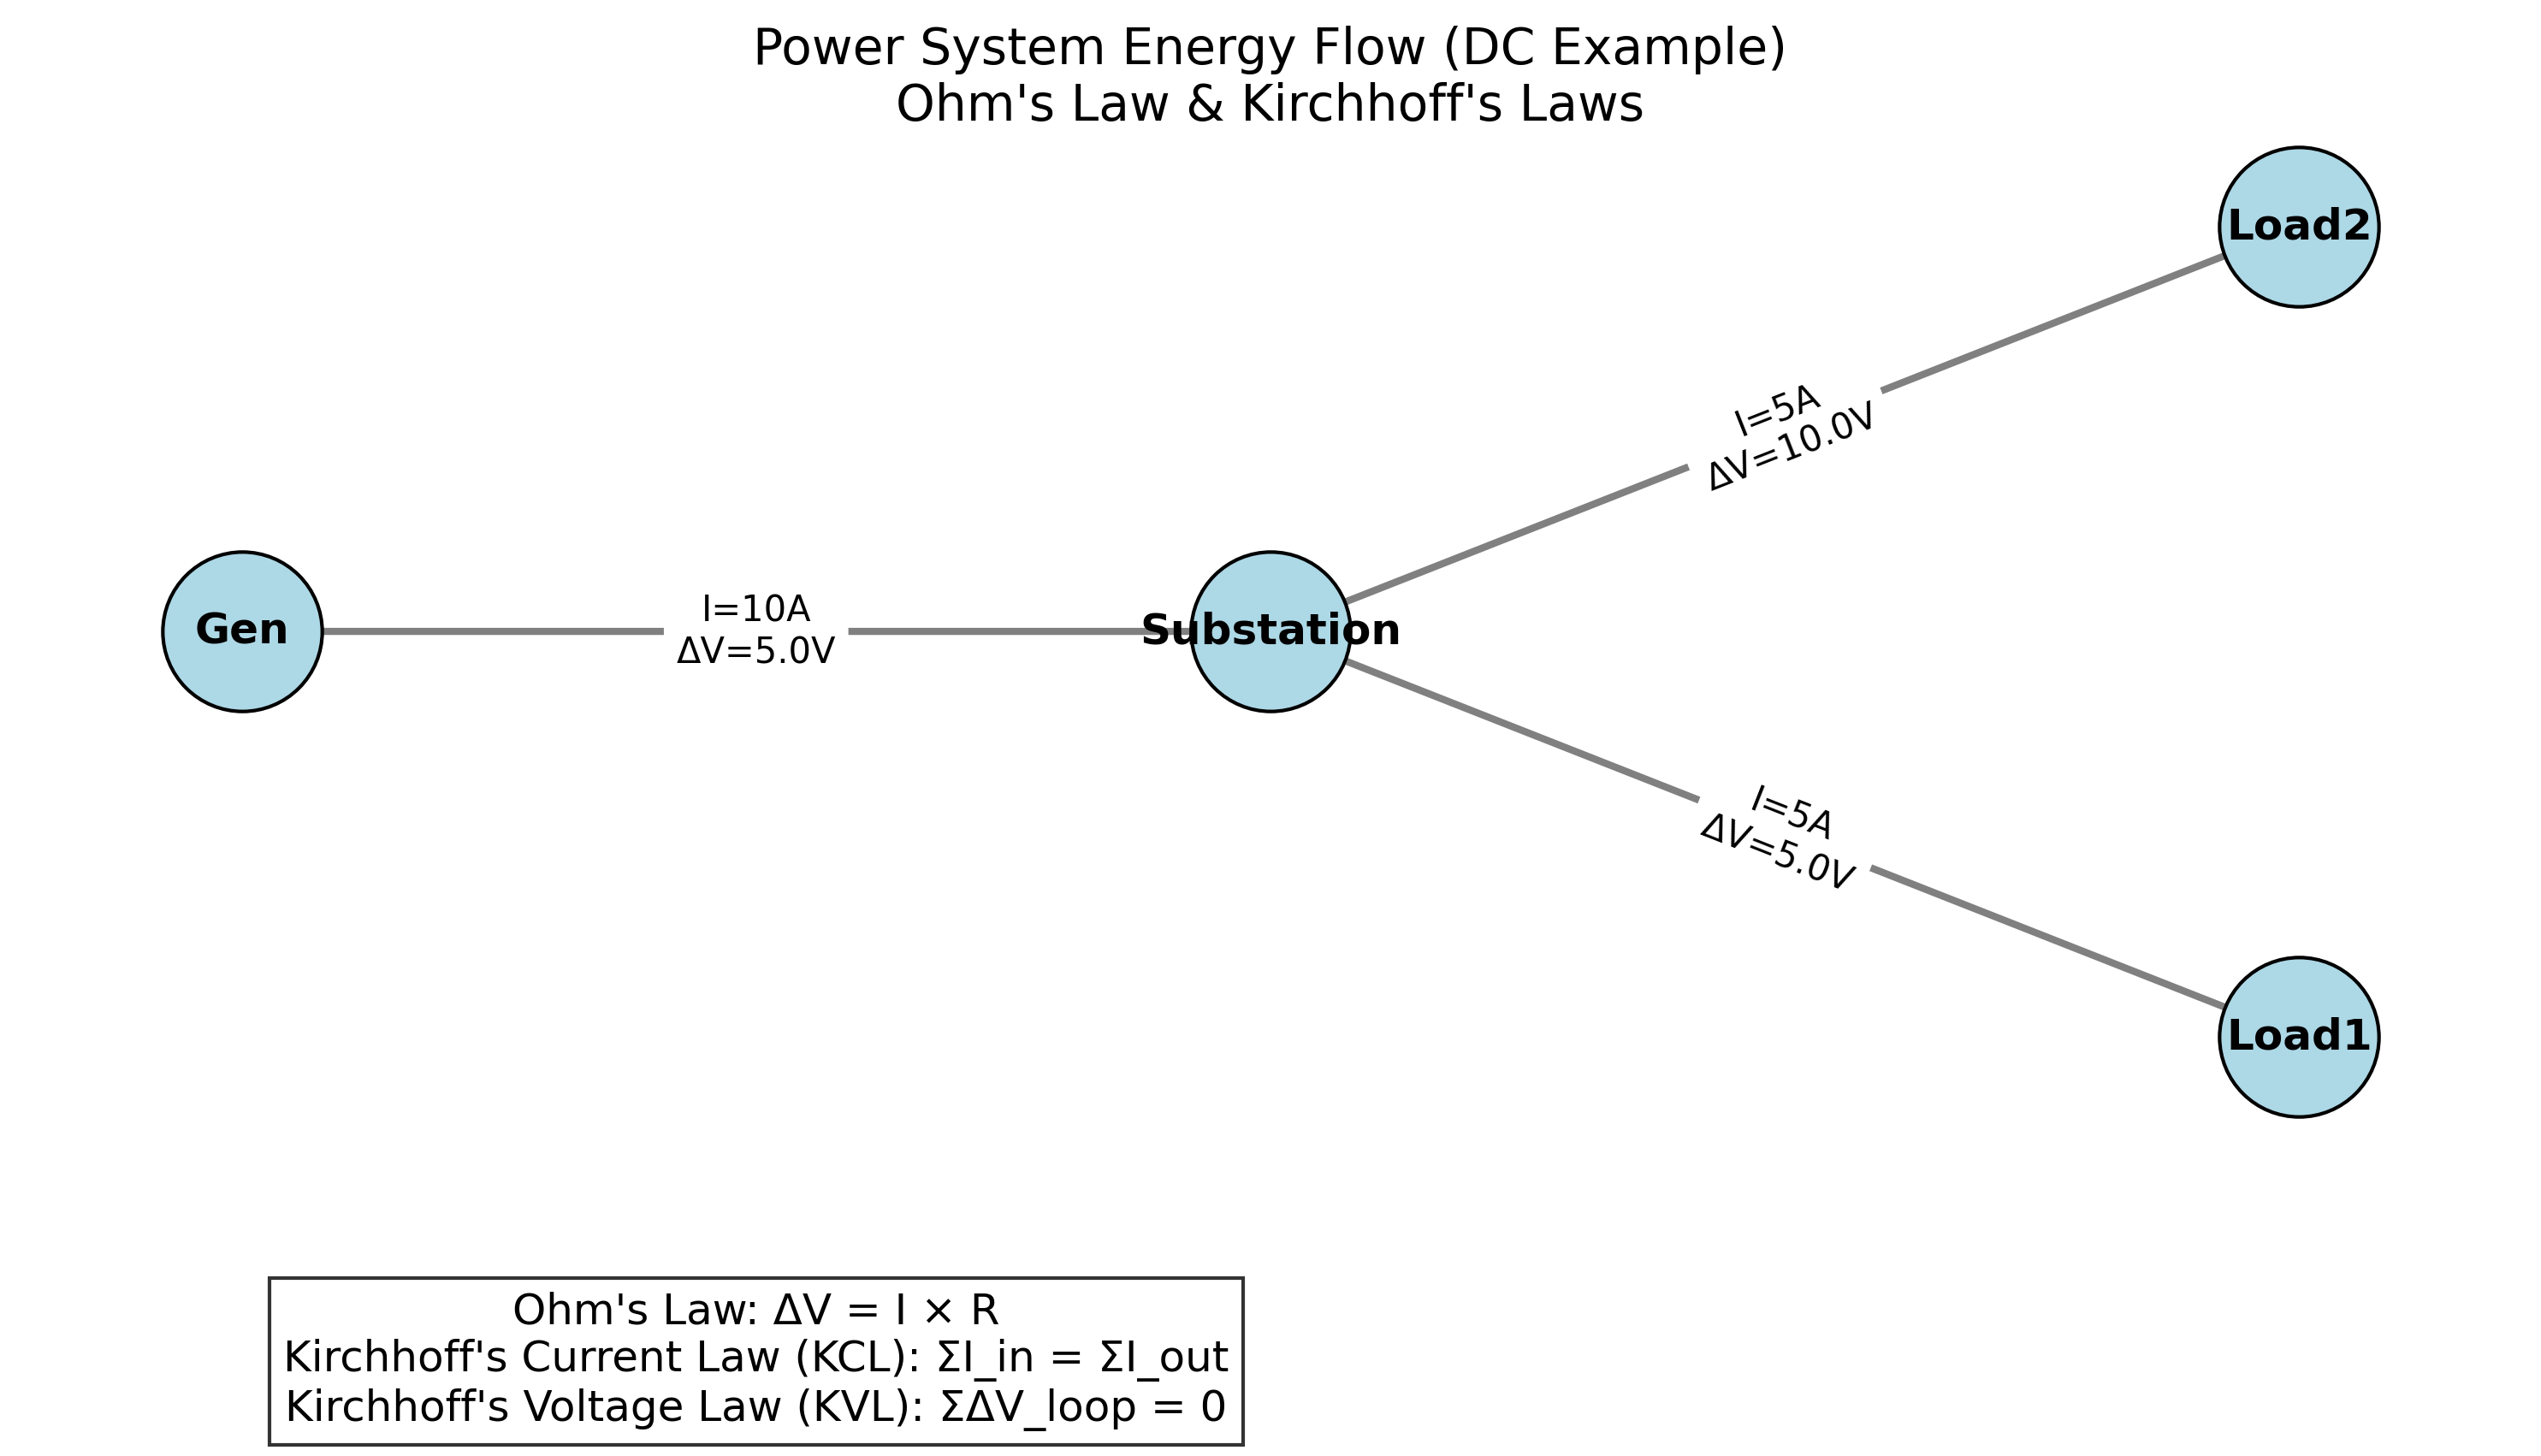 Power System Energy Flow (DC Example)
Ohm's Law & Kirchhoff's Laws
Load2
I=5A
ΔV=10.0V
Gen
I=10A
ΔV=5.0V
Substation
I=5A
ΔV=5.0V
Load1
Ohm's Law: ΔV = I × R
Kirchhoff's Current Law (KCL): ΣI_in = ΣI_out
Kirchhoff's Voltage Law (KVL): ΣΔV_loop = 0